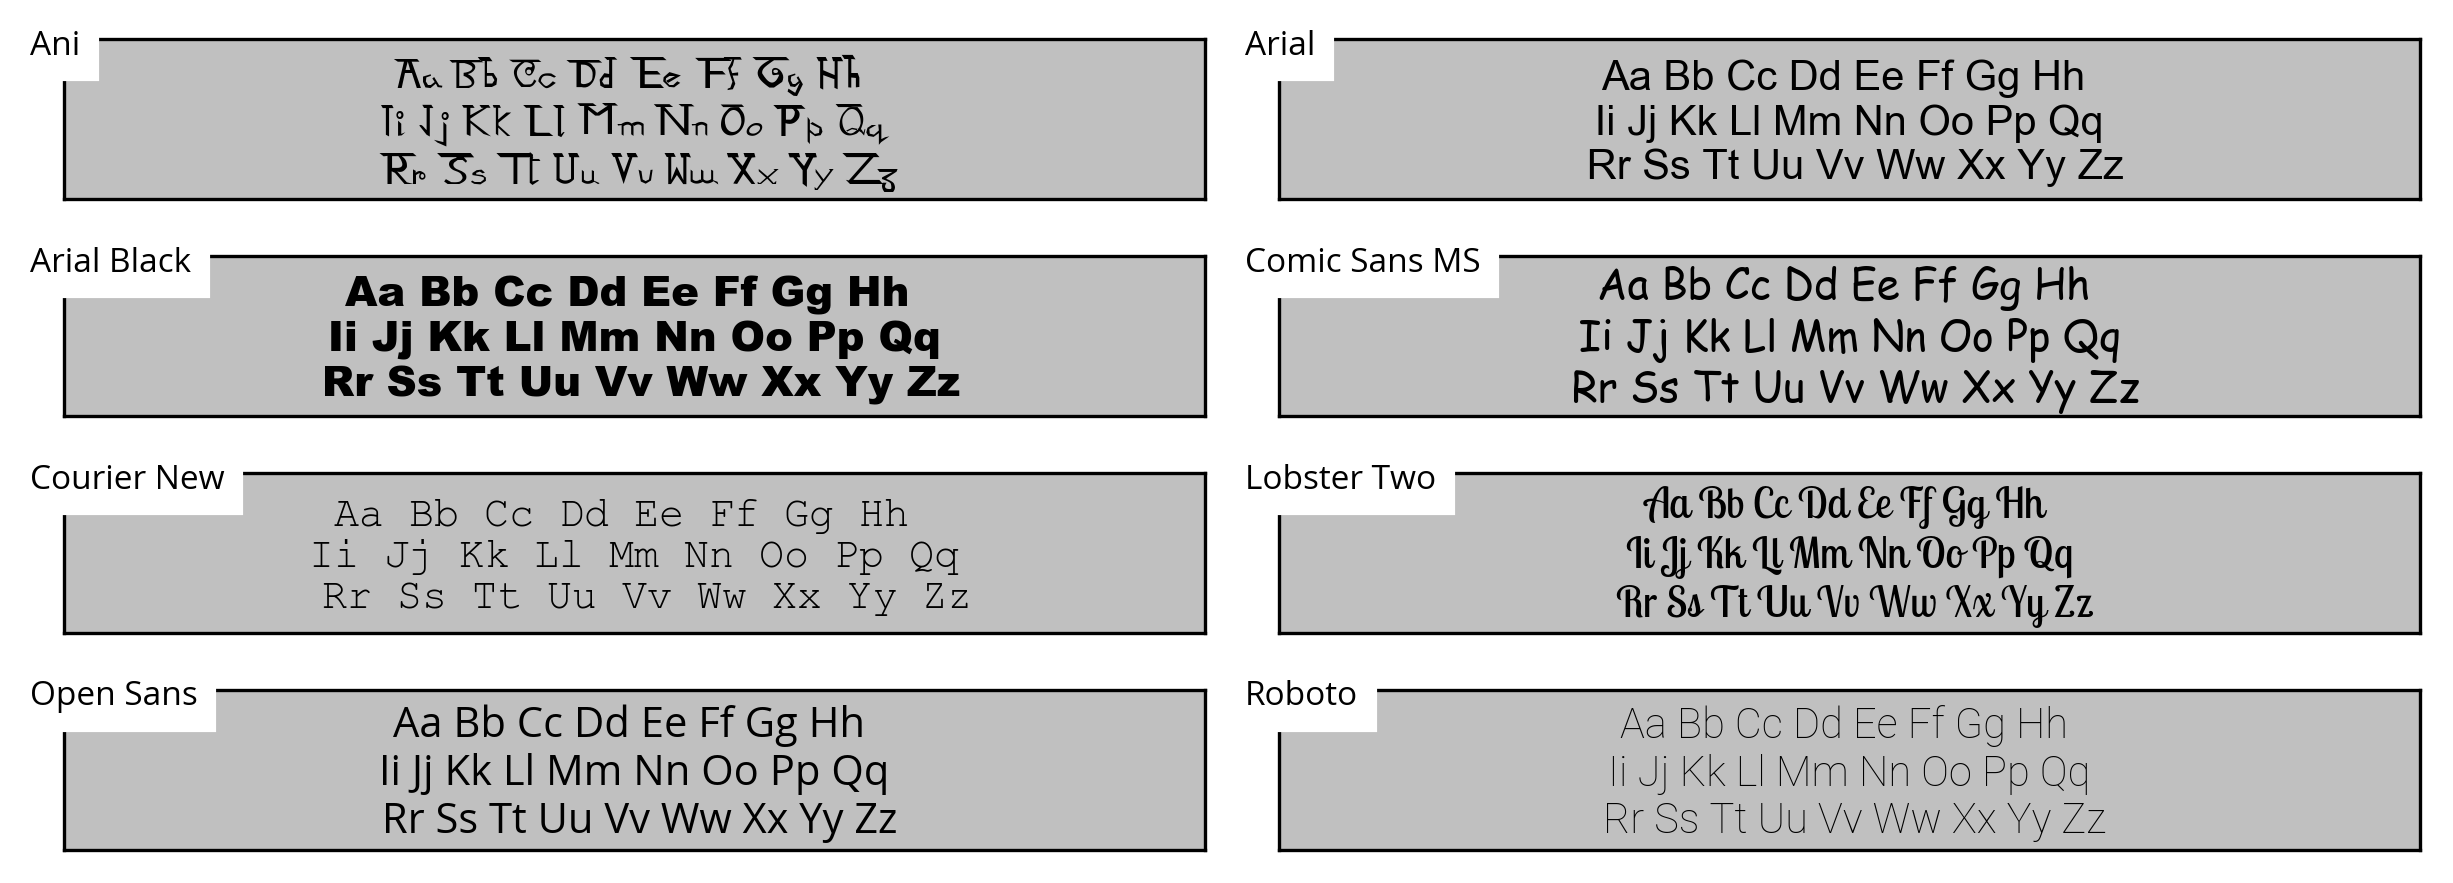 Ani
Aa Bb Cc Dd Ee Ff Gg Hh
Ii Jj Kk Ll Mm Nn Oo Pp Qq
Rr Ss Tt Uu Vv Ww Xx Yy Zz
Arial
Aa Bb Cc Dd Ee Ff Gg Hh
Ii Jj Kk Ll Mm Nn Oo Pp Qq
Rr Ss Tt Uu Vv Ww Xx Yy Zz
Arial Black
Aa Bb Cc Dd Ee Ff Gg Hh
Ii Jj Kk Ll Mm Nn Oo Pp Qq
Rr Ss Tt Uu Vv Ww Xx Yy Zz
Comic Sans MS
Aa Bb Cc Dd Ee Ff Gg Hh
Ii Jj Kk Ll Mm Nn Oo Pp Qq
Rr Ss Tt Uu Vv Ww Xx Yy Zz
Courier New
Aa Bb Cc Dd Ee Ff Gg Hh
Ii Jj Kk Ll Mm Nn Oo Pp Qq
Rr Ss Tt Uu Vv Ww Xx Yy Zz
Lobster Two
Aa Bb Cc Dd Ee Ff Gg Hh
Ii Jj Kk Ll Mm Nn Oo Pp Qq
Rr Ss Tt Uu Vv Ww Xx Yy Zz
Open Sans
Aa Bb Cc Dd Ee Ff Gg Hh
Ii Jj Kk Ll Mm Nn Oo Pp Qq
Rr Ss Tt Uu Vv Ww Xx Yy Zz
Roboto
Aa Bb Cc Dd Ee Ff Gg Hh
Ii Jj Kk Ll Mm Nn Oo Pp Qq
Rr Ss Tt Uu Vv Ww Xx Yy Zz